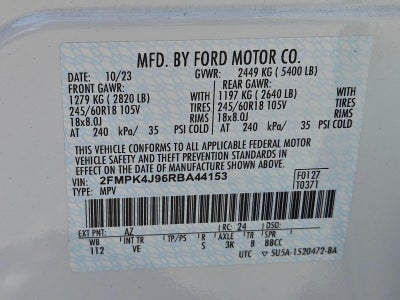 MFD. BY FORD MOTOR CO.
DATE: 10/23 GVWR: 2449 KG (5400 LB)
FRONT GAWR: REAR GAWR:
1279 KG (2820 LB) WITH 1197 KG (2640 LB) WITH
245/60R18 105V TIRES 245/60R18 105V TIRES
18x8.0J RIMS 18x8.0J RIMS
AT 240 kPa/ 35 PSI COLD AT 240 kPa/ 35 PSI COLD
THIS VEHICLE CONFORMS TO ALL APPLICABLE FEDERAL MOTOR
VEHICLE SAFETY AND THEFT PREVENTION STANDARDS IN
EFFECT ON THE DATE OF MANUFACTURE SHOWN ABOVE.
VIN: 2FMPK4J96RBA44153 F0127
TYPE: MPV T0371
EXT PNT: AZ RC: 24 DSO:
WB INT TR TP/PS R AXLE TR SPR
112 VE S 3K 8 BBCC
UTC 5U5A-1520472-BA